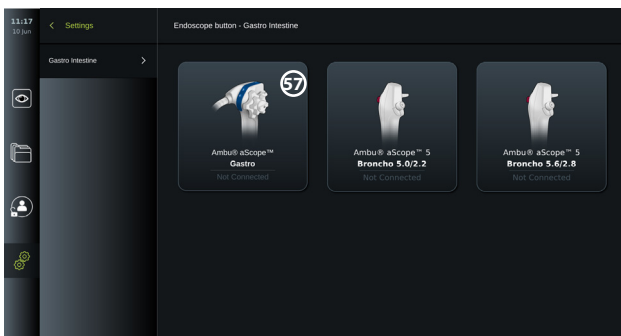 11:17
10 Jun
Settings
Endoscope button - Gastro Intestine
Gastro Intestine
57
Ambu® aScope™
Gastro
Not Connected
Ambu® aScope™ 5
Broncho 5.0/2.2
Not Connected
Ambu® aScope™ 5
Broncho 5.6/2.8
Not Connected